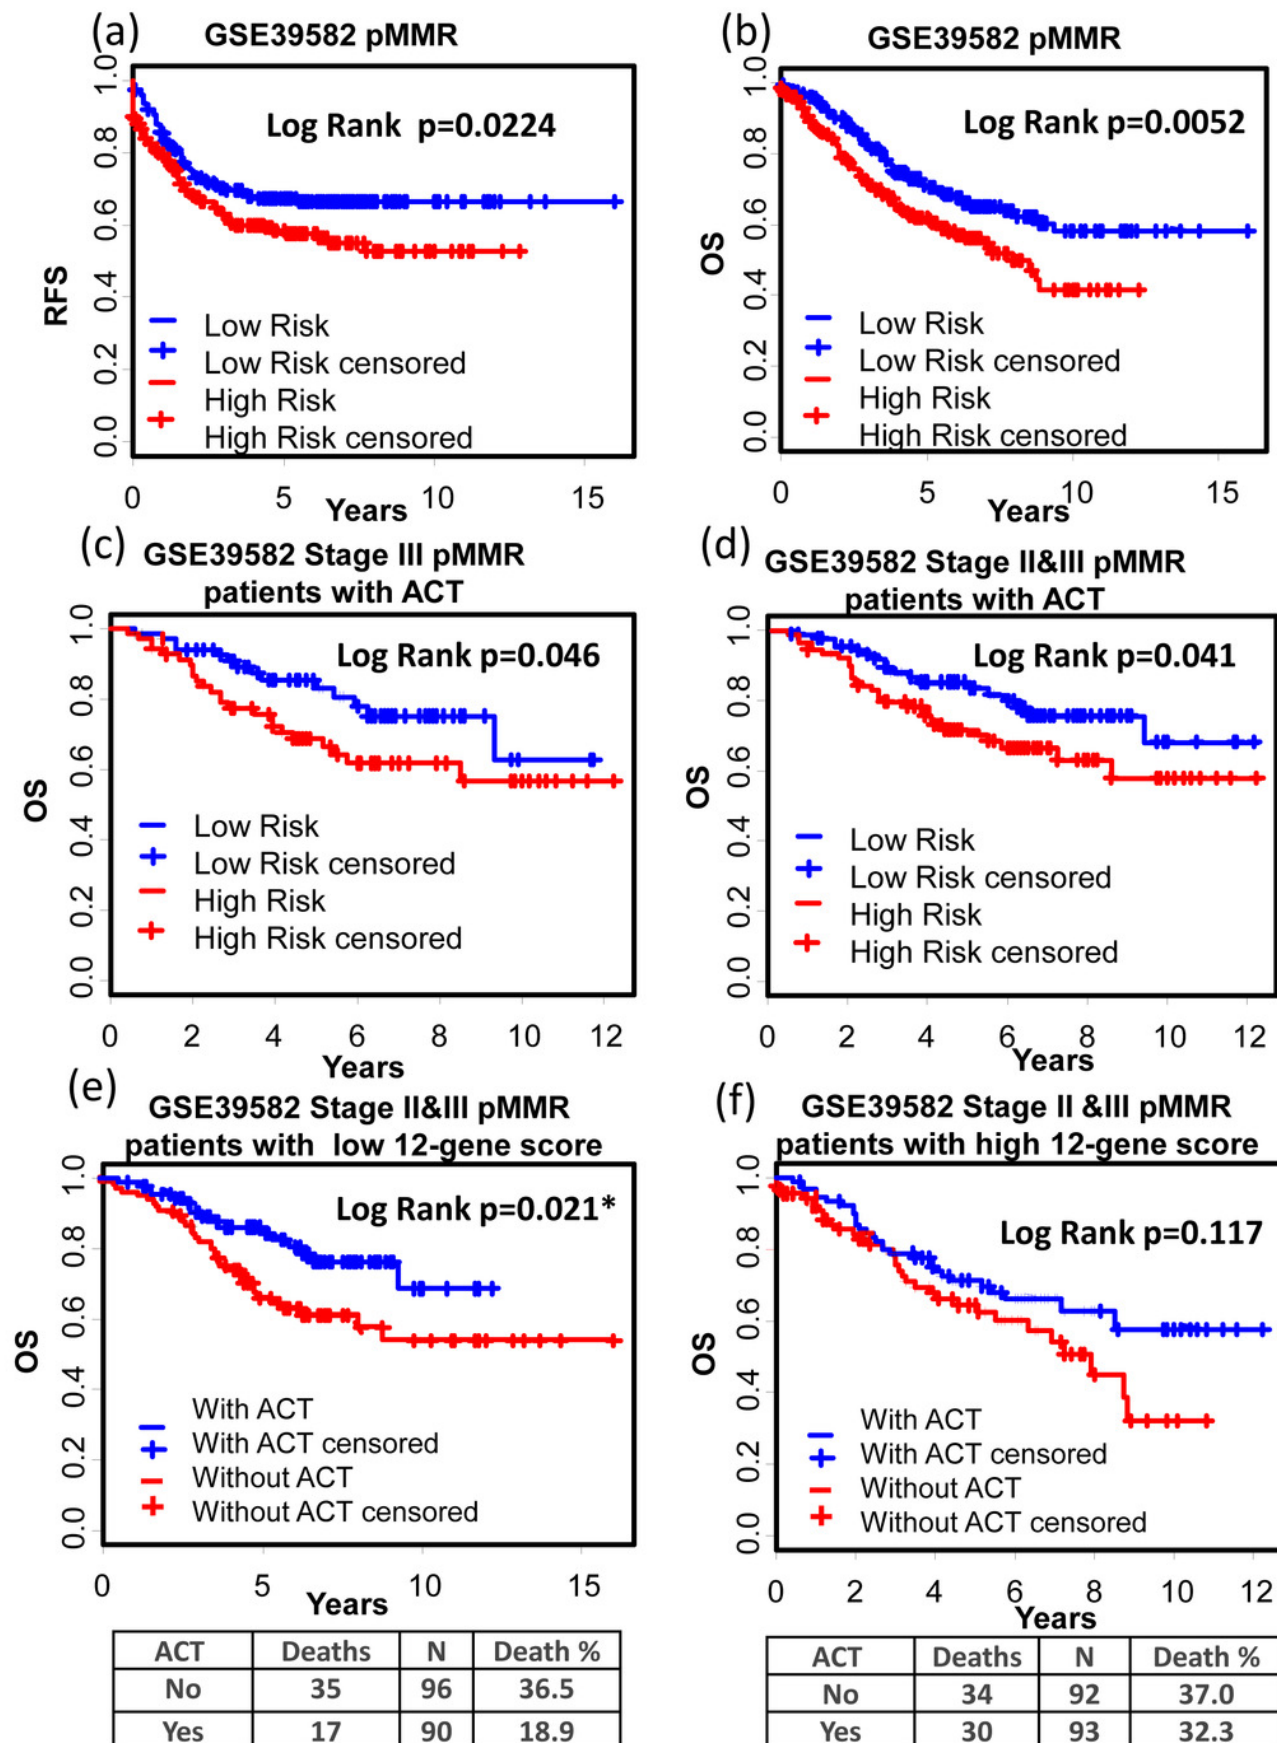 (a)
GSE39582 pMMR
Log Rank p=0.0224
RFS
1.0
0.8
0.6
0.4
0.2
0.0
Low Risk
Low Risk censored
High Risk
High Risk censored
0 5 10 15
Years
(b)
GSE39582 pMMR
Log Rank p=0.0052
OS
1.0
0.8
0.6
0.4
0.2
0.0
Low Risk
Low Risk censored
High Risk
High Risk censored
0 5 10 15
Years
(c)
GSE39582 Stage III pMMR
patients with ACT
Log Rank p=0.046
OS
1.0
0.8
0.6
0.4
0.2
0.0
Low Risk
Low Risk censored
High Risk
High Risk censored
0 2 4 6 8 10 12
Years
(d)
GSE39582 Stage II&III pMMR
patients with ACT
Log Rank p=0.041
OS
1.0
0.8
0.6
0.4
0.2
0.0
Low Risk
Low Risk censored
High Risk
High Risk censored
0 2 4 6 8 10 12
Years
(e)
GSE39582 Stage II&III pMMR
patients with low 12-gene score
Log Rank p=0.021*
OS
1.0
0.8
0.6
0.4
0.2
0.0
With ACT
With ACT censored
Without ACT
Without ACT censored
0 5 10 15
Years
ACT Deaths N Death %
No 35 96 36.5
Yes 17 90 18.9
(f)
GSE39582 Stage II &III pMMR
patients with high 12-gene score
Log Rank p=0.117
OS
1.0
0.8
0.6
0.4
0.2
0.0
With ACT
With ACT censored
Without ACT
Without ACT censored
0 2 4 6 8 10 12
Years
ACT Deaths N Death %
No 34 92 37.0
Yes 30 93 32.3